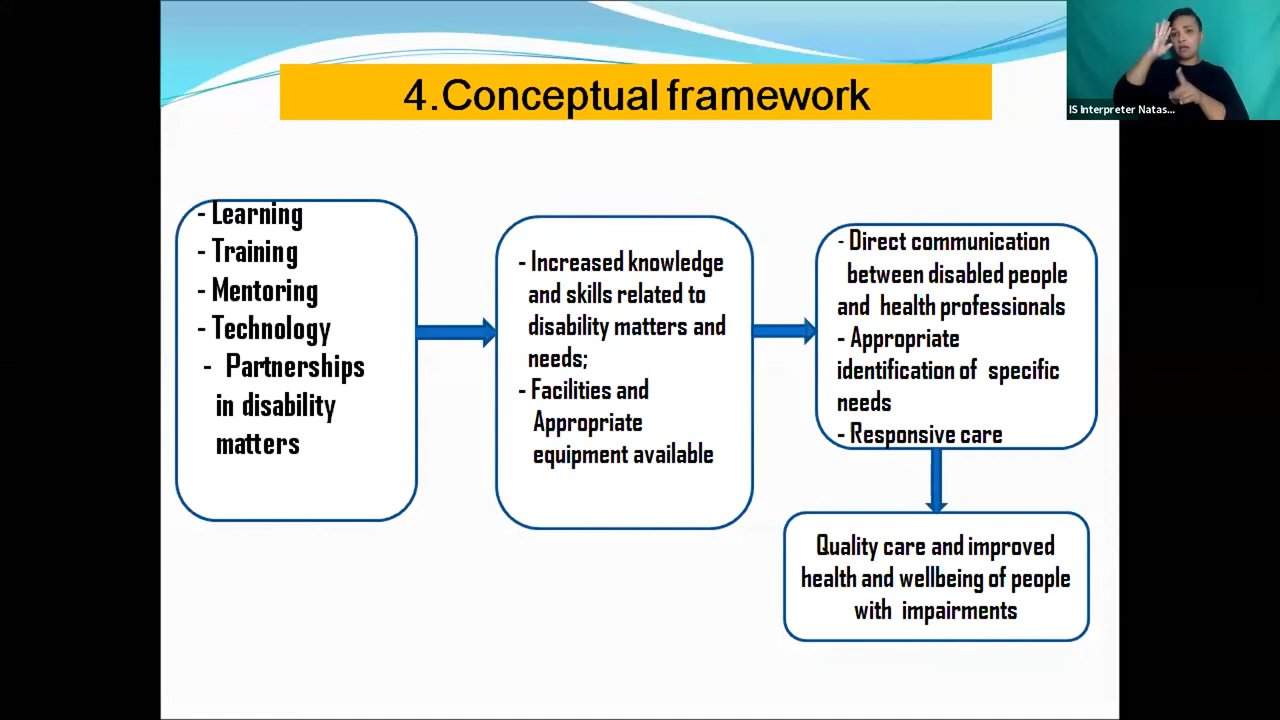 4.Conceptual framework
IS Interpreter Natas...
- Learning
- Training
- Mentoring
- Technology
- Partnerships
in disability
matters
- Increased knowledge
and skills related to
disability matters and
needs;
- Facilities and
Appropriate
equipment available
- Direct communication
between disabled people
and health professionals
- Appropriate
identification of specific
needs
- Responsive care
Quality care and improved
health and wellbeing of people
with impairments